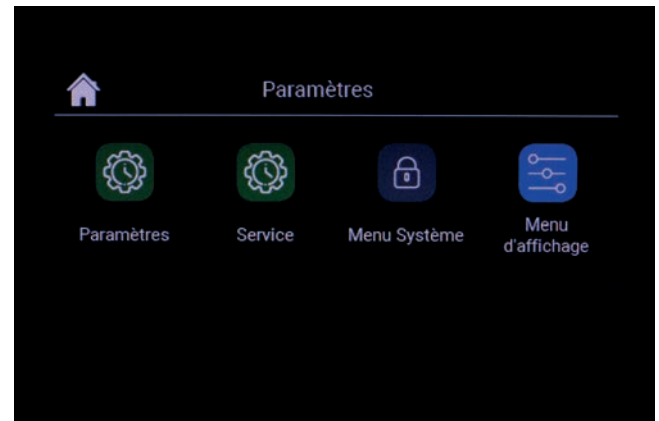 Paramètres
Paramètres
Service
Menu Système
Menu
d'affichage